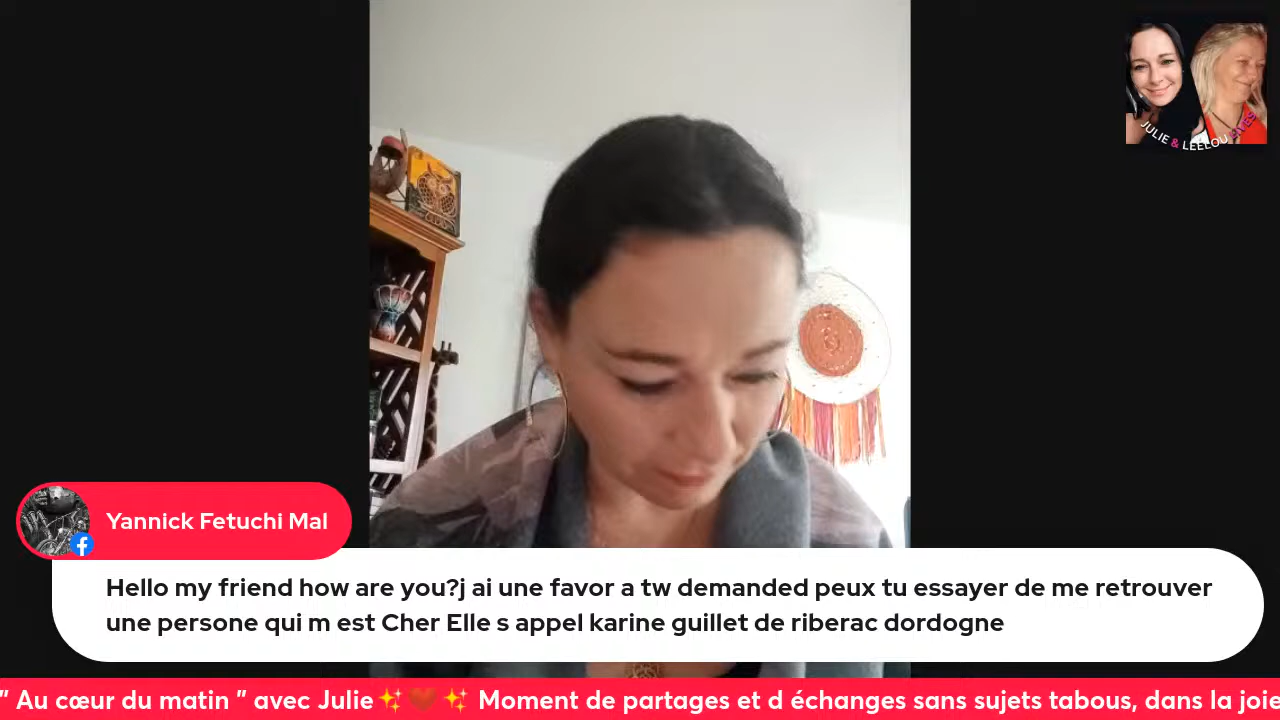 JULIE & LEELOU
Yannick Fetuchi Mal
Hello my friend how are you?j ai une favor a tw demanded peux tu essayer de me retrouver
une persone qui m est Cher Elle s appel karine guillet de riberac dordogne
" Au cœur du matin " avec Julie✨❤️✨ Moment de partages et d échanges sans sujets tabous, dans la joie